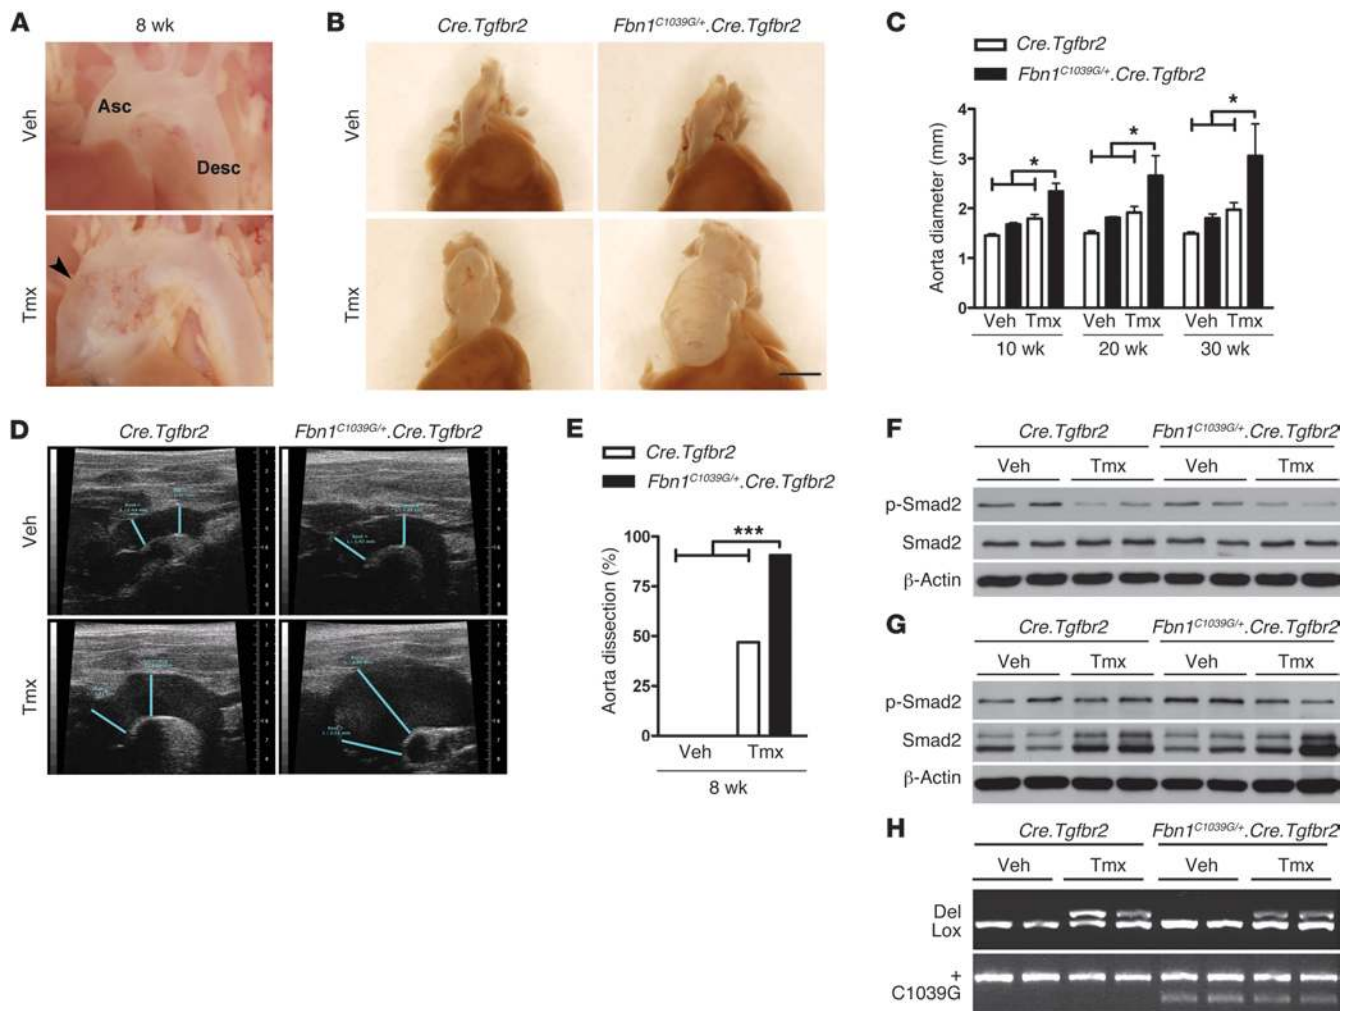 A
8 wk
Veh
Asc
Desc
Tmx
B
Cre.Tgfbr2
Fbn1C1039G/+.Cre.Tgfbr2
Veh
Tmx
C
Cre.Tgfbr2
Fbn1C1039G/+.Cre.Tgfbr2
Aorta diameter (mm)
4
3
2
1
0
*
*
*
Veh Tmx
Veh Tmx
Veh Tmx
10 wk
20 wk
30 wk
D
Cre.Tgfbr2
Fbn1C1039G/+.Cre.Tgfbr2
Veh
Tmx
E
Cre.Tgfbr2
Fbn1C1039G/+.Cre.Tgfbr2
Aorta dissection (%)
100
75
50
25
0
***
Veh Tmx
8 wk
F
Cre.Tgfbr2
Fbn1C1039G/+.Cre.Tgfbr2
Veh Tmx Veh Tmx
p-Smad2
Smad2
β-Actin
G
Cre.Tgfbr2
Fbn1C1039G/+.Cre.Tgfbr2
Veh Tmx Veh Tmx
p-Smad2
Smad2
β-Actin
H
Cre.Tgfbr2
Fbn1C1039G/+.Cre.Tgfbr2
Veh Tmx Veh Tmx
Del
Lox
+
C1039G